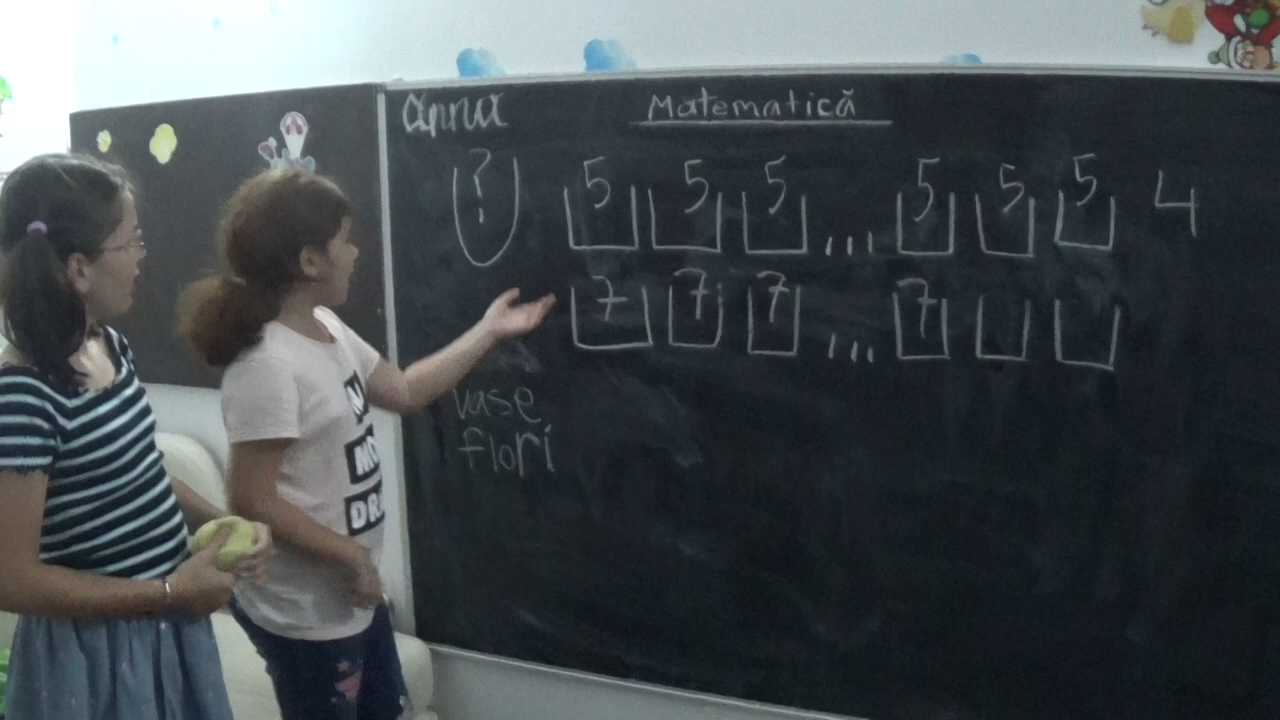 Anna
Matematică
? 5 5 5 ... 5 5 5 4
7 7 7 ... 7
vase
flori